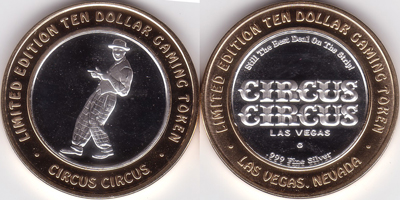 LIMITED EDITION TEN DOLLAR GAMING TOKEN
CIRCUS CIRCUS
LIMITED EDITION TEN DOLLAR GAMING TOKEN
Still The Best Deal On The Strip!
CIRCUS
CIRCUS
LAS VEGAS
G
.999 Fine Silver
LAS VEGAS, NEVADA